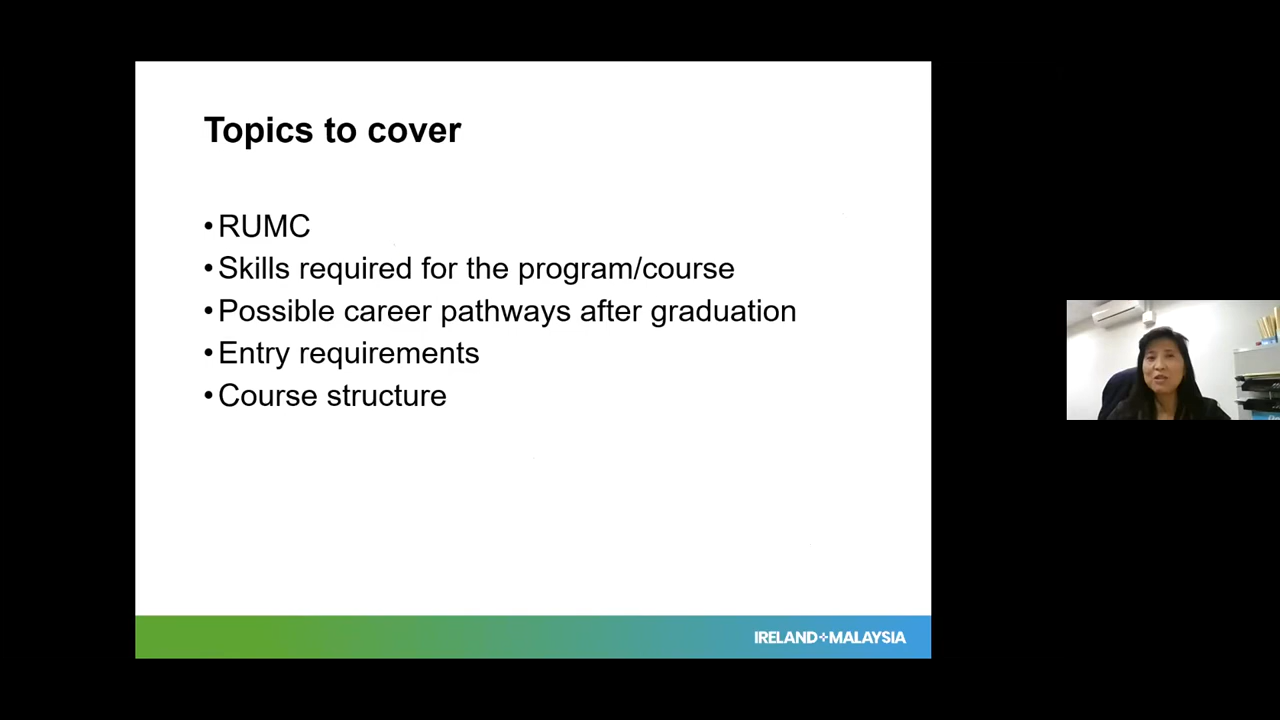 Topics to cover
•RUMC
•Skills required for the program/course
•Possible career pathways after graduation
•Entry requirements
•Course structure
IRELAND+MALAYSIA